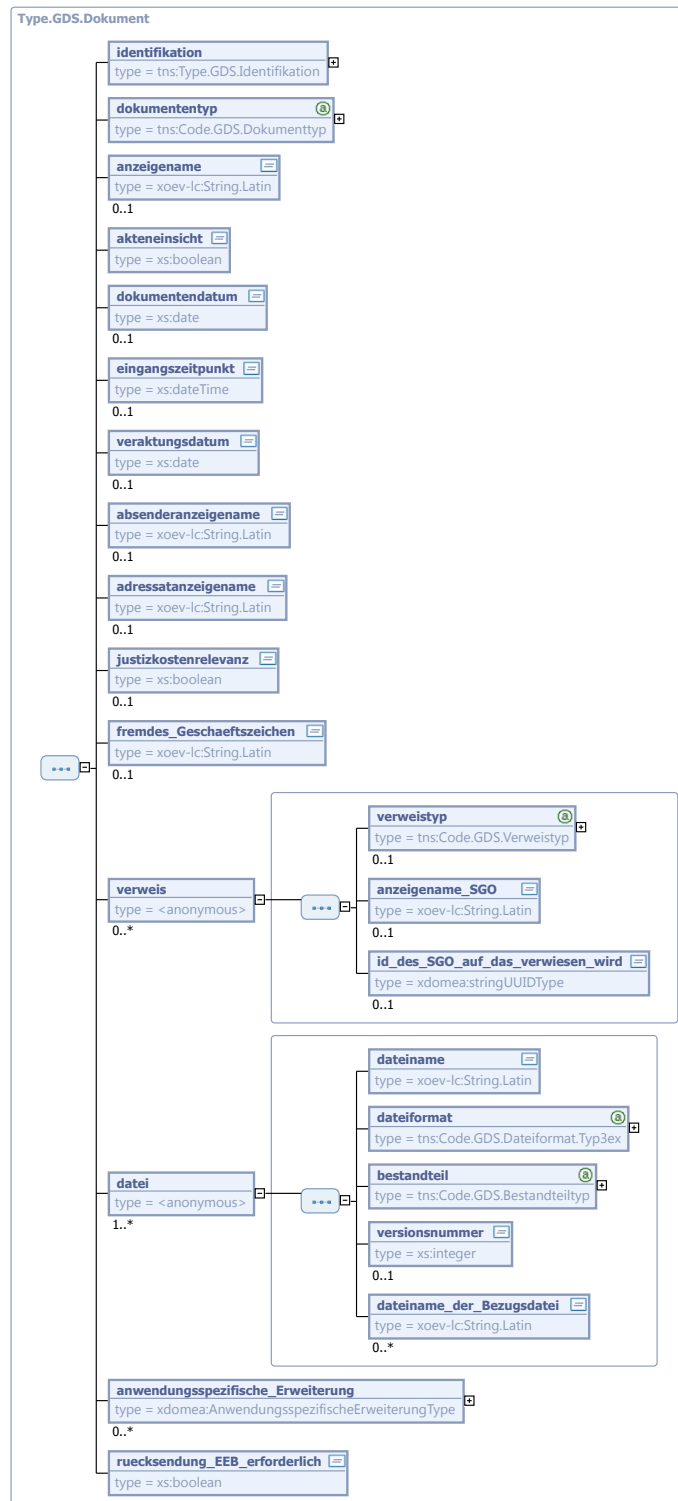 Type.GDS.Dokument
identifikation
type = tns:Type.GDS.Identifikation
dokumententyp
type = tns:Code.GDS.Dokumenttyp
anzeigename
type = xoev-lc:String.Latin
0..1
akteneinsicht
type = xs:boolean
dokumentendatum
type = xs:date
0..1
eingangszeitpunkt
type = xs:dateTime
0..1
veraktungsdatum
type = xs:date
0..1
absenderanzeigename
type = xoev-lc:String.Latin
0..1
adressatanzeigename
type = xoev-lc:String.Latin
0..1
justizkostenrelevanz
type = xs:boolean
0..1
fremdes_Geschaeftszeichen
type = xoev-lc:String.Latin
0..1
verweis
type = <anonymous>
0..*
verweistyp
type = tns:Code.GDS.Verweistyp
0..1
anzeigename_SGO
type = xoev-lc:String.Latin
0..1
id_des_SGO_auf_das_verwiesen_wird
type = xdomea:stringUUIDType
0..1
datei
type = <anonymous>
1..*
dateiname
type = xoev-lc:String.Latin
dateiformat
type = tns:Code.GDS.Dateiformat.Typ3ex
bestandteil
type = tns:Code.GDS.Bestandteiltyp
versionsnummer
type = xs:integer
0..1
dateiname_der_Bezugsdatei
type = xoev-lc:String.Latin
0..*
anwendungsspezifische_Erweiterung
type = xdomea:AnwendungsspezifischeErweiterungType
0..*
ruecksendung_EEB_erforderlich
type = xs:boolean